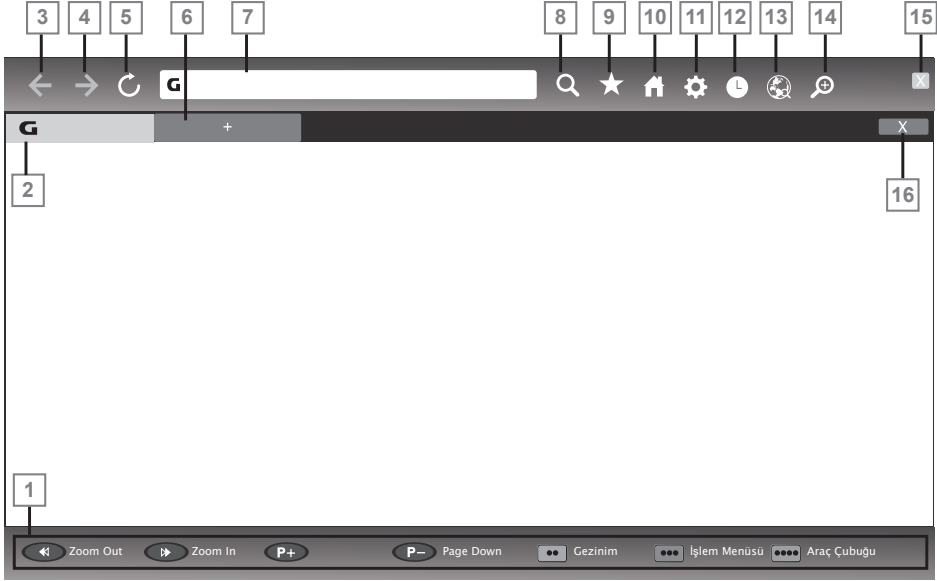 3 4 5 6 7 8 9 10 11 12 13 14 15
G X
G + X
2 16
1
Zoom Out Zoom In P+ P− Page Down Gezinim İşlem Menüsü Araç Çubuğu